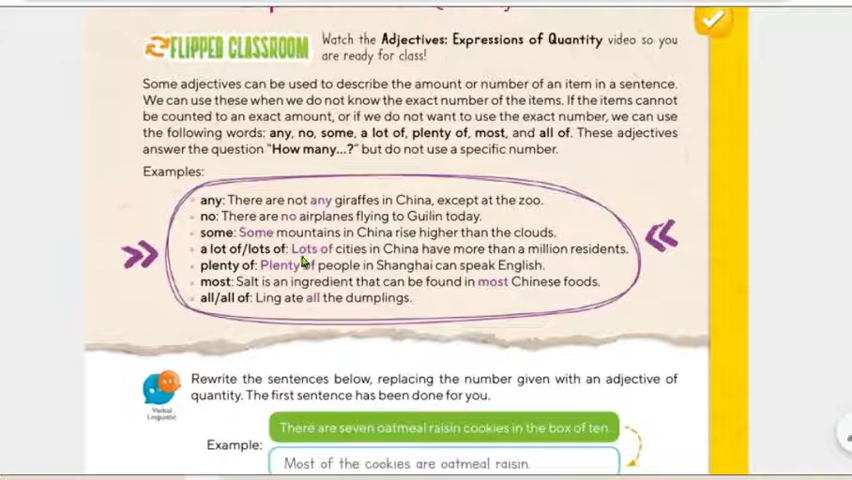 FLIPPED CLASSROOM
Watch the Adjectives: Expressions of Quantity video so you
are ready for class!
Some adjectives can be used to describe the amount or number of an item in a sentence.
We can use these when we do not know the exact number of the items. If the items cannot
be counted to an exact amount, or if we do not want to use the exact number, we can use
the following words: any, no, some, a lot of, plenty of, most, and all of. These adjectives
answer the question "How many...?" but do not use a specific number.
Examples:
any: There are not any giraffes in China, except at the zoo.
no: There are no airplanes flying to Guilin today.
some: Some mountains in China rise higher than the clouds.
a lot of/lots of: Lots of cities in China have more than a million residents.
plenty of: Plenty of people in Shanghai can speak English.
most: Salt is an ingredient that can be found in most Chinese foods.
all/all of: Ling ate all the dumplings.
Rewrite the sentences below, replacing the number given with an adjective of
quantity. The first sentence has been done for you.
Verbal
Linguistic
Example:
There are seven oatmeal raisin cookies in the box of ten.
Most of the cookies are oatmeal raisin.